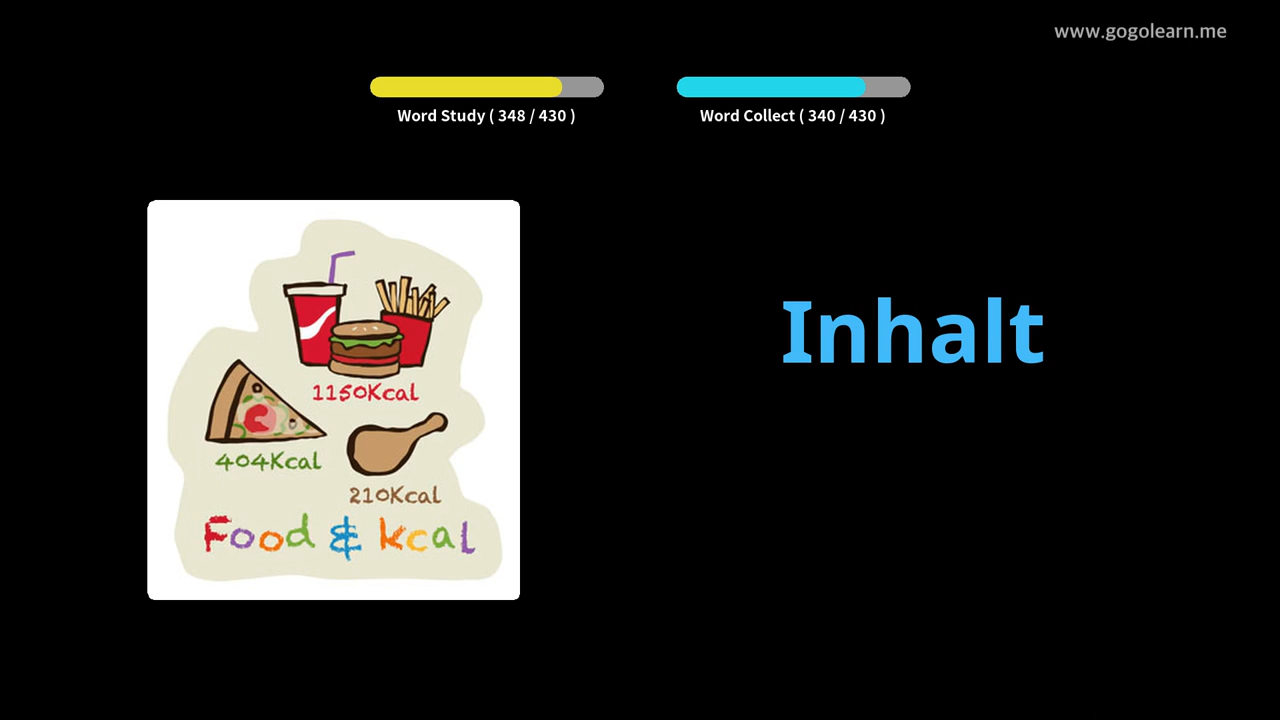 www.gogolearn.me
Word Study ( 348 / 430 )
Word Collect ( 340 / 430 )
Inhalt
1150Kcal
404Kcal
210Kcal
Food & kcal